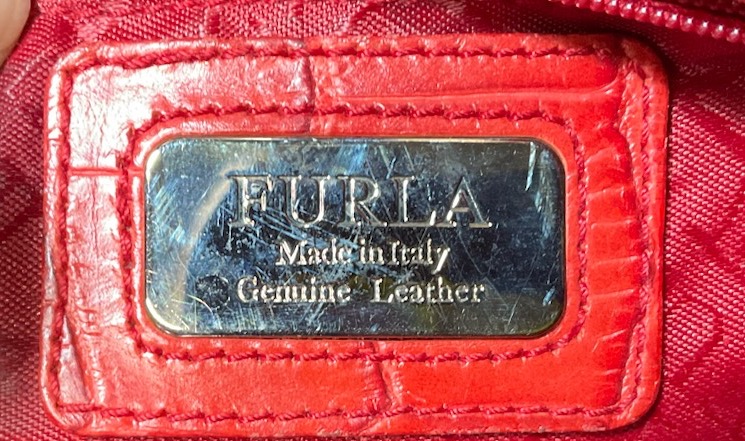 FURLA
Made in Italy
Genuine Leather